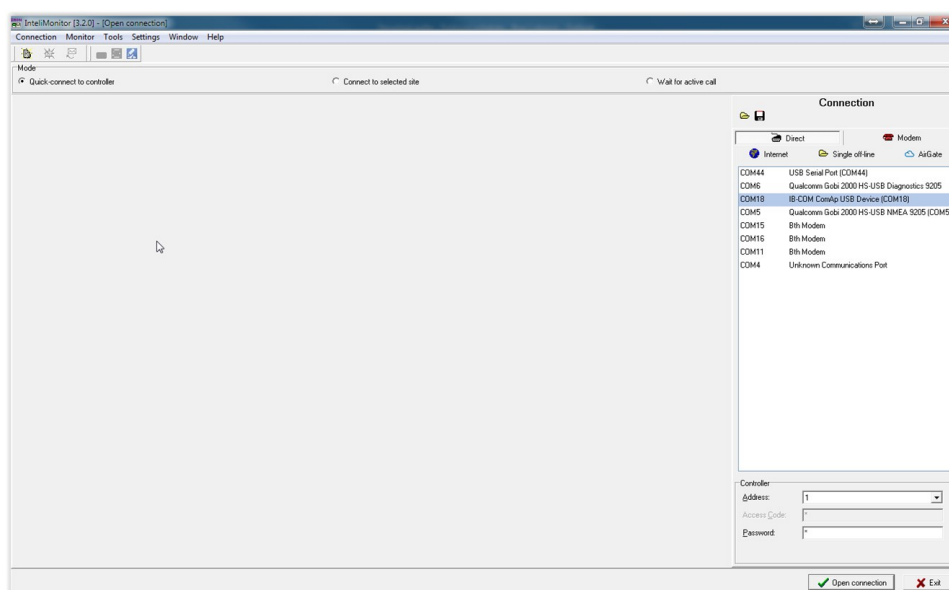 InteliMonitor [3.2.0] - [Open connection]
Connection Monitor Tools Settings Window Help
Mode
Quick-connect to controller Connect to selected site Wait for active call
Connection
Direct Modem
Internet Single off-line AirGate
COM44 USB Serial Port (COM44)
COM6 Qualcomm Gobi 2000 HS-USB Diagnostics 9205
COM18 IB-COM ComAp USB Device (COM18)
COM5 Qualcomm Gobi 2000 HS-USB NMEA 9205 (COM5
COM15 Bth Modem
COM16 Bth Modem
COM11 Bth Modem
COM4 Unknown Communications Port
Controller
Address: 1
Access Code: *
Password: *
Open connection Exit